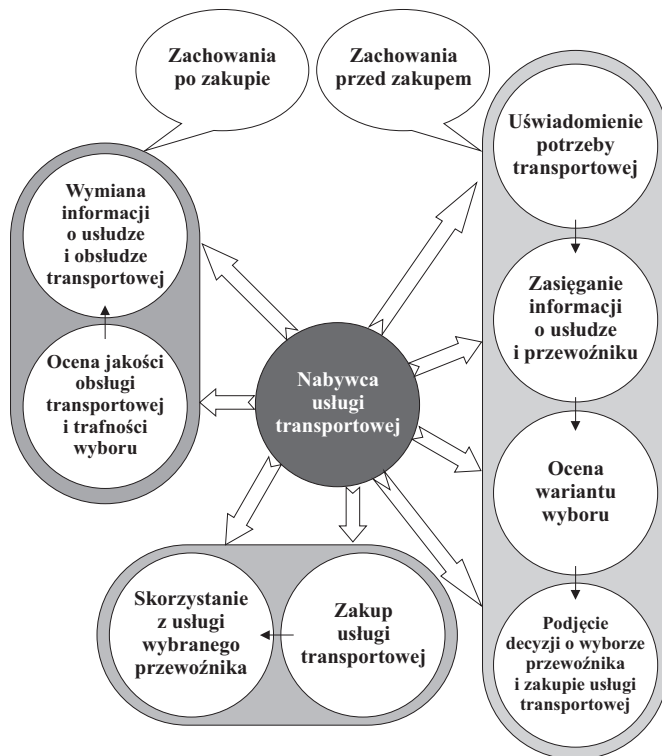 Zachowania
po zakupie
Zachowania
przed zakupem
Uświadomienie
potrzeby
transportowej
Wymiana
informacji
o usłudze
i obsłudze
transportowej
Zasięganie
informacji
o usłudze
i przewoźniku
Ocena jakości
obsługi
transportowej
i trafności
wyboru
Nabywca
usługi
transportowej
Ocena
wariantu
wyboru
Skorzystanie
z usługi
wybranego
przewoźnika
Zakup
usługi
transportowej
Podjęcie
decyzji o wyborze
przewoźnika
i zakupie usługi
transportowej